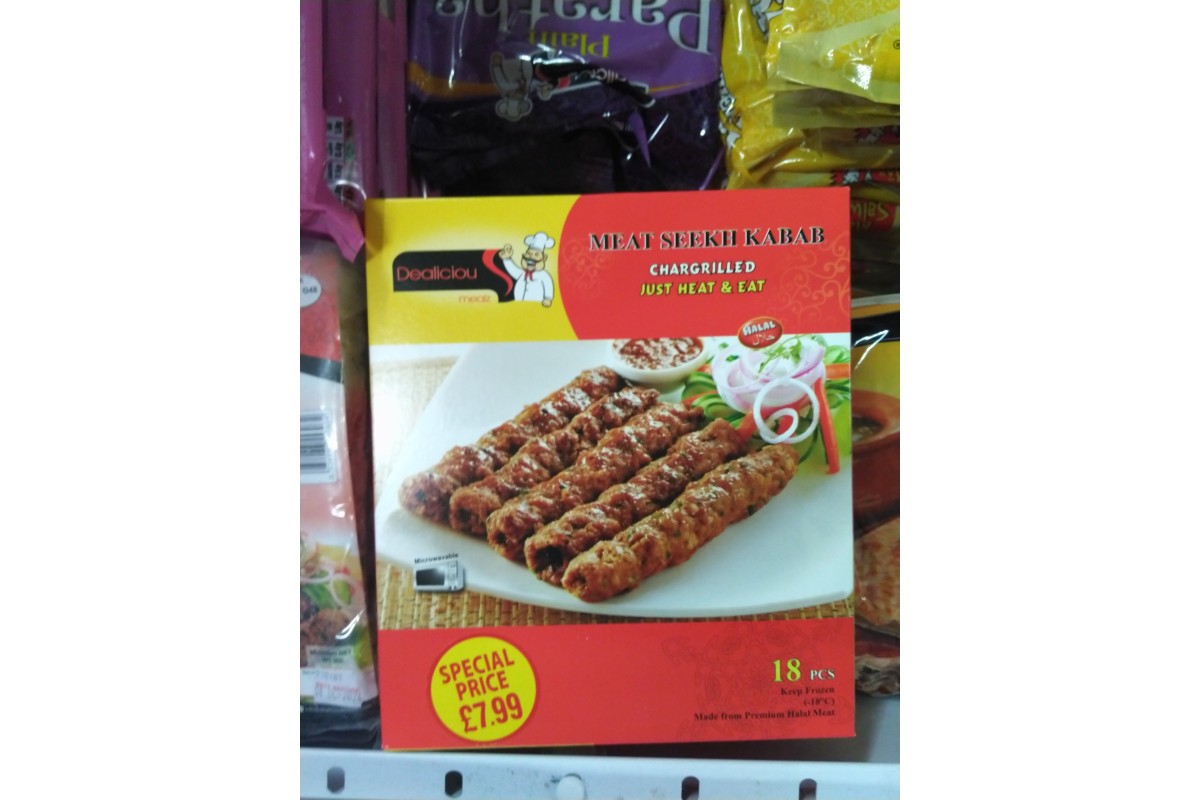 Paratha
Plain
MEAT SEEKH KABAB
CHARGRILLED
JUST HEAT & EAT
Dealiciou
mealz
HALAL
حلال
Microwavable
SPECIAL
PRICE
£7.99
18 PCS
Keep Frozen
(-18°C)
Made from Premium Halal Meat